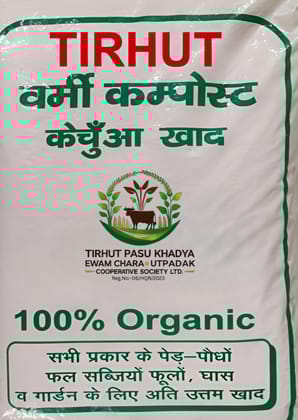 TIRHUT
वर्मी कम्पोस्ट
केचुँआ खाद
TIRHUT PASU KHADYA
EWAM CHARA UTPADAK
COOPERATIVE SOCIETY LTD.
Reg.No-06/HQR/2023
100% Organic
सभी प्रकार के पेड़-पौधों
फल सब्जियों फूलों, घास
व गार्डन के लिए अति उत्तम खाद